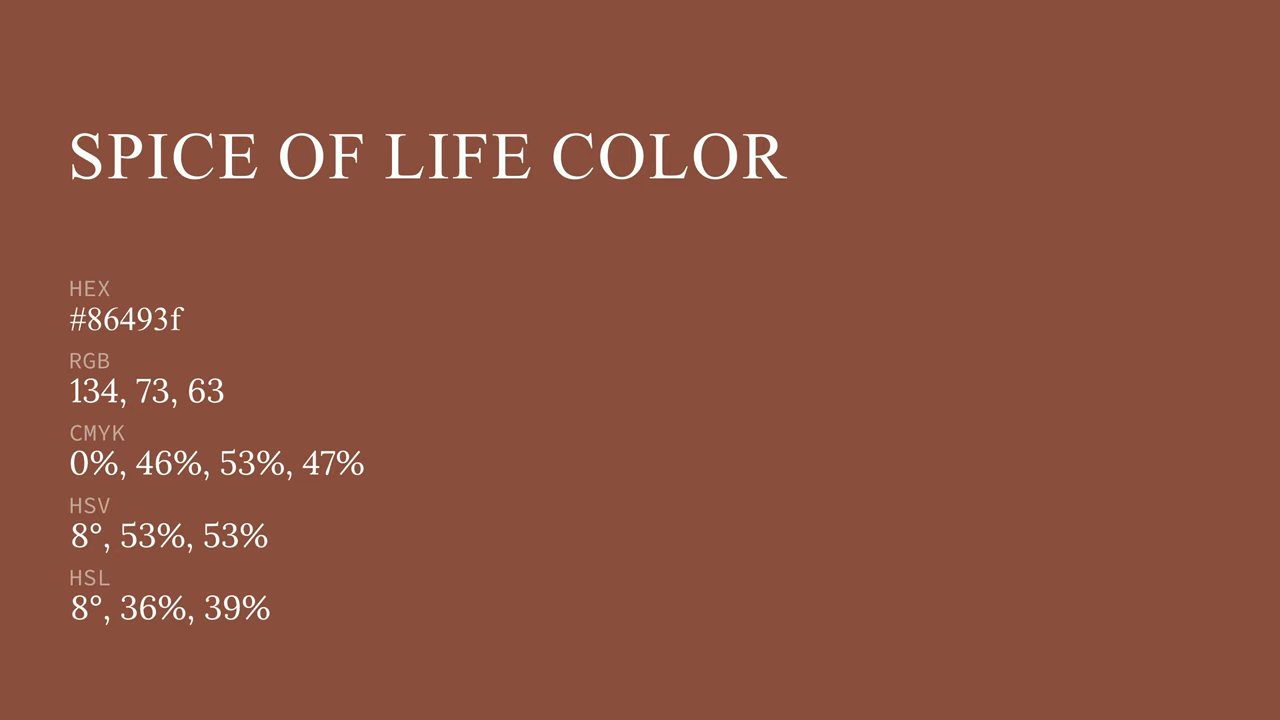 SPICE OF LIFE COLOR
HEX
#86493f
RGB
134, 73, 63
CMYK
0%, 46%, 53%, 47%
HSV
8°, 53%, 53%
HSL
8°, 36%, 39%